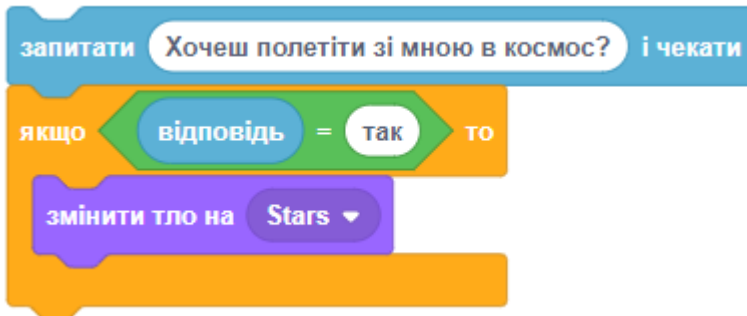 запитати Хочеш полетіти зі мною в космос? і чекати
якщо відповідь = так то
змінити тло на Stars